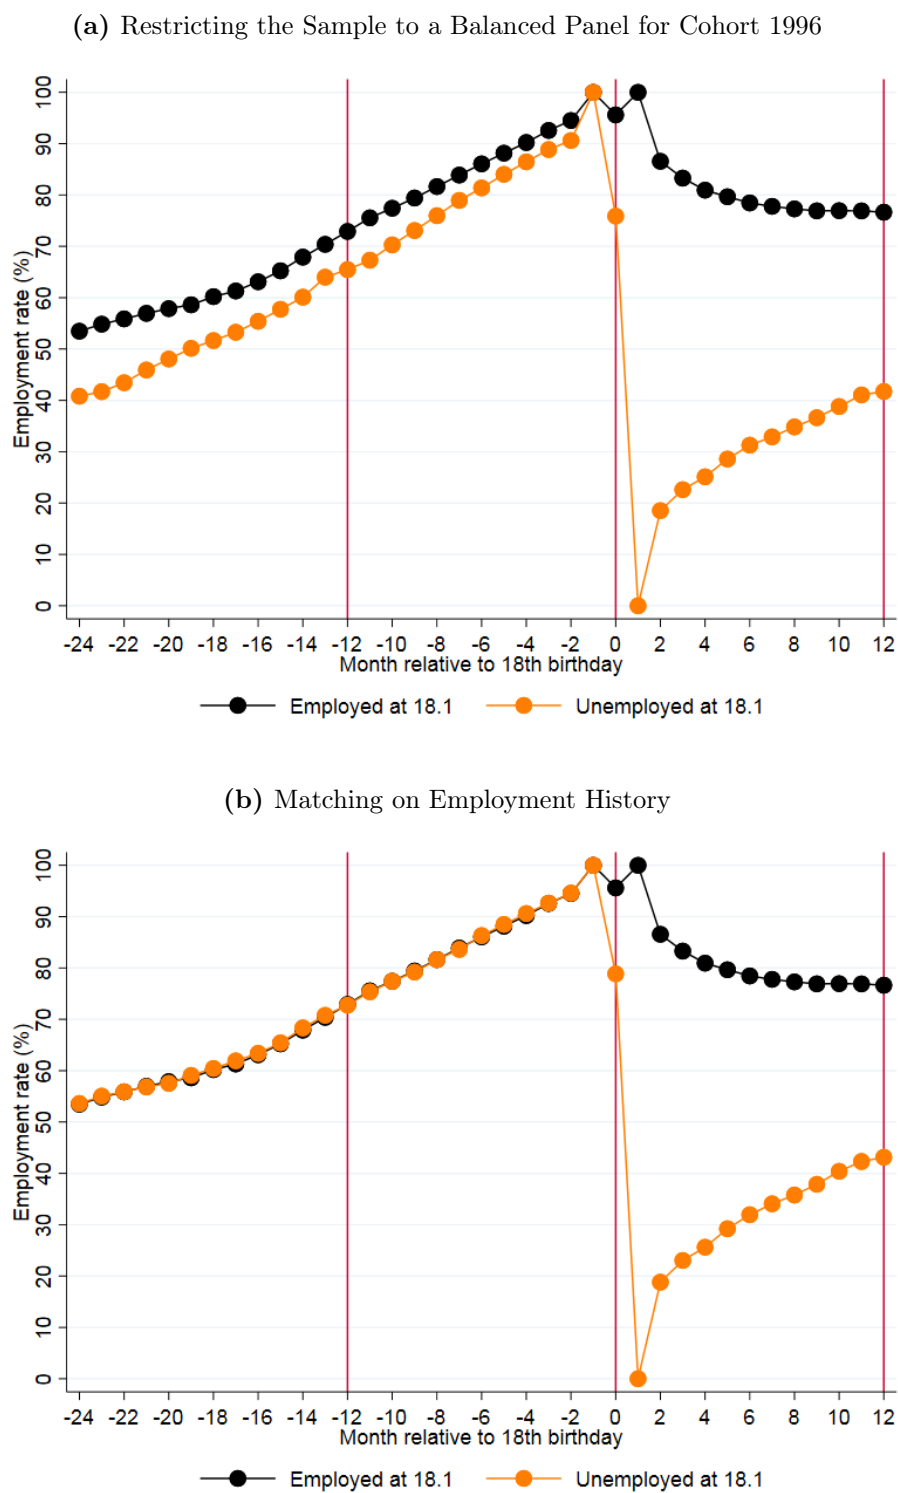 (a) Restricting the Sample to a Balanced Panel for Cohort 1996
Employment rate (%)
100
90
80
70
60
50
40
30
20
10
0
-24 -22 -20 -18 -16 -14 -12 -10 -8 -6 -4 -2 0 2 4 6 8 10 12
Month relative to 18th birthday
Employed at 18.1 Unemployed at 18.1
(b) Matching on Employment History
Employment rate (%)
100
90
80
70
60
50
40
30
20
10
0
-24 -22 -20 -18 -16 -14 -12 -10 -8 -6 -4 -2 0 2 4 6 8 10 12
Month relative to 18th birthday
Employed at 18.1 Unemployed at 18.1